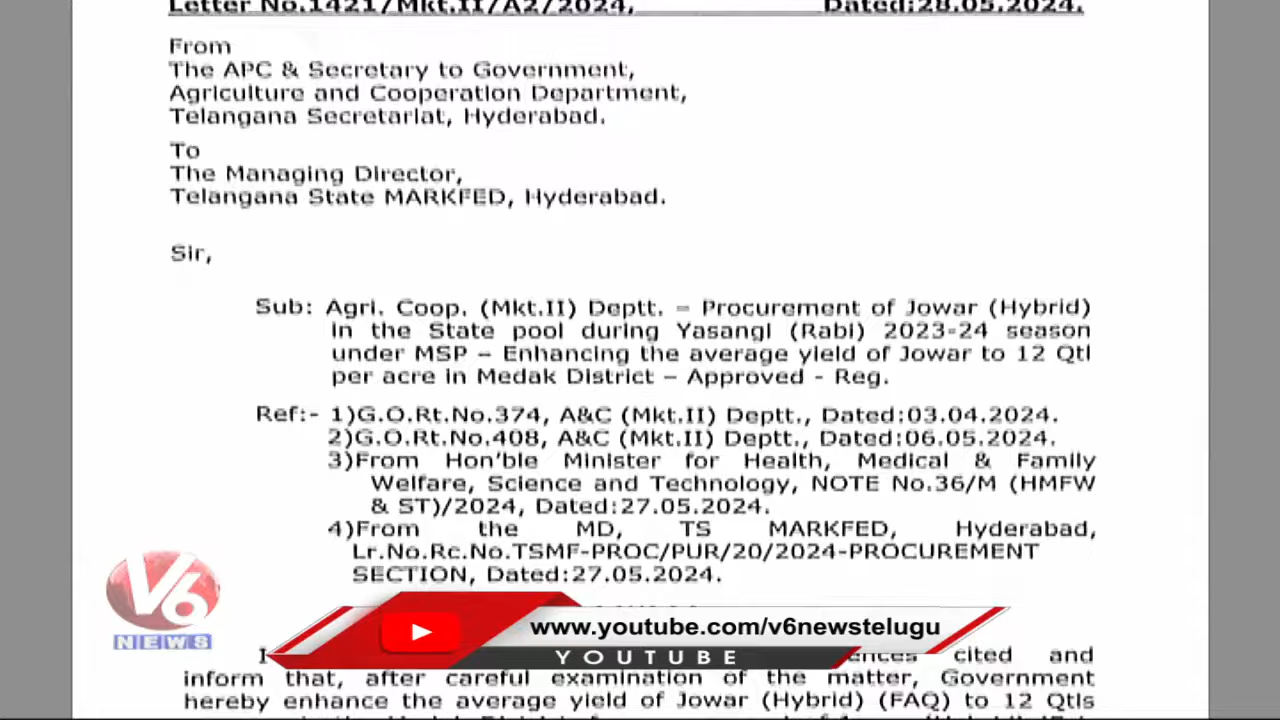 Letter No.1421/Mkt.II/A2/2024, Dated:28.05.2024.
From
The APC & Secretary to Government,
Agriculture and Cooperation Department,
Telangana Secretariat, Hyderabad.
To
The Managing Director,
Telangana State MARKFED, Hyderabad.
Sir,
Sub: Agri. Coop. (Mkt.II) Deptt. – Procurement of Jowar (Hybrid)
in the State pool during Yasangi (Rabi) 2023-24 season
under MSP – Enhancing the average yield of Jowar to 12 Qtl
per acre in Medak District – Approved - Reg.
Ref:- 1)G.O.Rt.No.374, A&C (Mkt.II) Deptt., Dated:03.04.2024.
2)G.O.Rt.No.408, A&C (Mkt.II) Deptt., Dated:06.05.2024.
3)From Hon'ble Minister for Health, Medical & Family
Welfare, Science and Technology, NOTE No.36/M (HMFW
& ST)/2024, Dated:27.05.2024.
4)From the MD, TS MARKFED, Hyderabad,
Lr.No.Rc.No.TSMF-PROC/PUR/20/2024-PROCUREMENT
SECTION, Dated:27.05.2024.
V6
NEWS
www.youtube.com/v6newstelugu
YOUTUBE
cited and
inform that, after careful examination of the matter, Government
hereby enhance the average yield of Jowar (Hybrid) (FAQ) to 12 Qtls